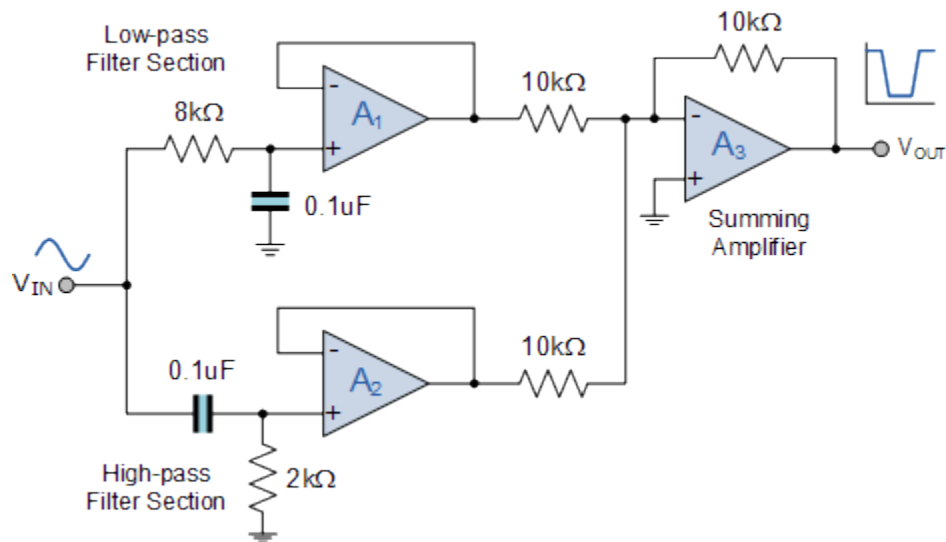 Low-pass
Filter Section
8kΩ
0.1uF
-
+
A1
10kΩ
10kΩ
-
+
A3
VOUT
Summing
Amplifier
VIN
0.1uF
2kΩ
High-pass
Filter Section
-
+
A2
10kΩ